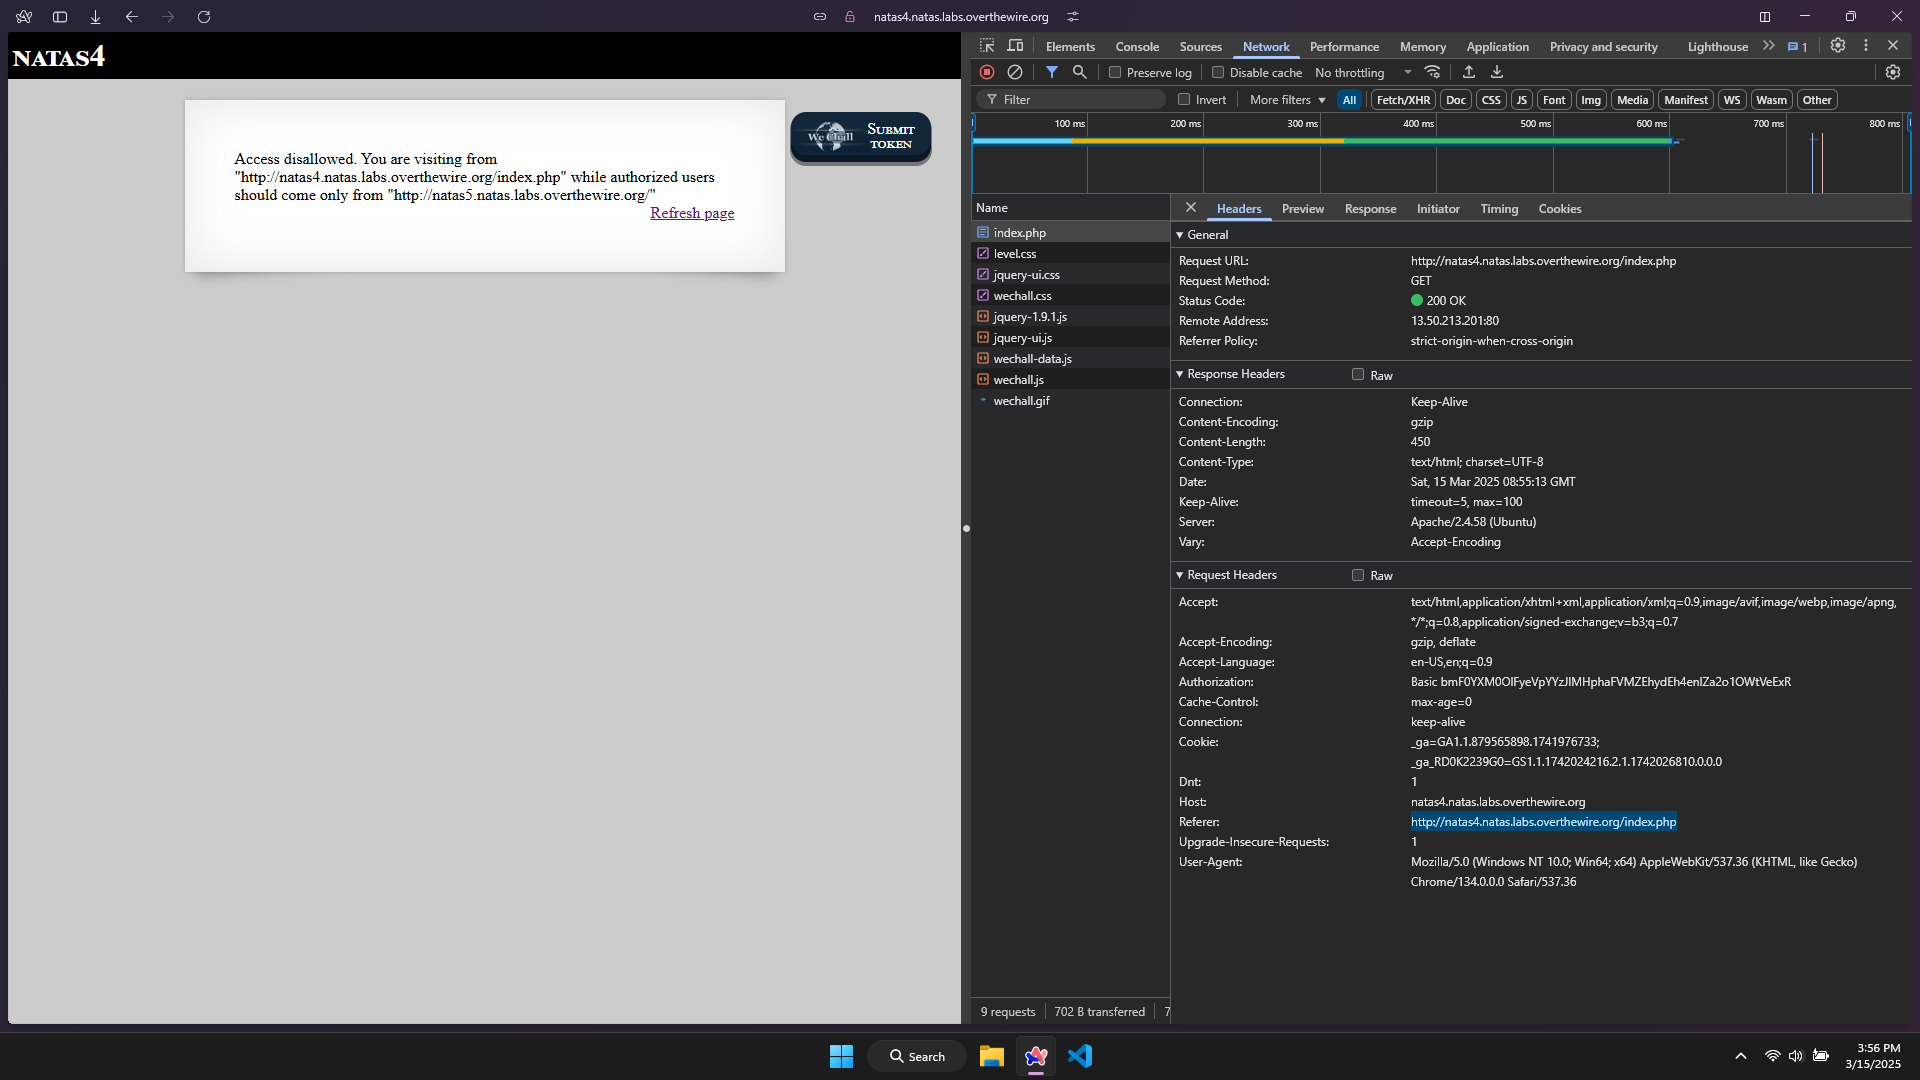 natas4.natas.labs.overthewire.org
NATAS4
Access disallowed. You are visiting from
"http://natas4.natas.labs.overthewire.org/index.php" while authorized users
should come only from "http://natas5.natas.labs.overthewire.org/"
Refresh page
We Chall
SUBMIT
TOKEN
Elements
Console
Sources
Network
Performance
Memory
Application
Privacy and security
Lighthouse
1
Preserve log
Disable cache
No throttling
Filter
Invert
More filters
All
Fetch/XHR
Doc
CSS
JS
Font
Img
Media
Manifest
WS
Wasm
Other
100 ms
200 ms
300 ms
400 ms
500 ms
600 ms
700 ms
800 ms
Name
index.php
level.css
jquery-ui.css
wechall.css
jquery-1.9.1.js
jquery-ui.js
wechall-data.js
wechall.js
wechall.gif
9 requests
702 B transferred
7
Headers
Preview
Response
Initiator
Timing
Cookies
General
Request URL: http://natas4.natas.labs.overthewire.org/index.php
Request Method: GET
Status Code: 200 OK
Remote Address: 13.50.213.201:80
Referrer Policy: strict-origin-when-cross-origin
Response Headers
Raw
Connection: Keep-Alive
Content-Encoding: gzip
Content-Length: 450
Content-Type: text/html; charset=UTF-8
Date: Sat, 15 Mar 2025 08:55:13 GMT
Keep-Alive: timeout=5, max=100
Server: Apache/2.4.58 (Ubuntu)
Vary: Accept-Encoding
Request Headers
Raw
Accept: text/html,application/xhtml+xml,application/xml;q=0.9,image/avif,image/webp,image/apng,
*/*;q=0.8,application/signed-exchange;v=b3;q=0.7
Accept-Encoding: gzip, deflate
Accept-Language: en-US,en;q=0.9
Authorization: Basic
Cache-Control: max-age=0
Connection: keep-alive
Cookie: _ga=GA1.1.879565898.1741976733;
_ga_RD0K2239G0=GS1.1.1742024216.2.1.1742026810.0.0.0
Dnt: 1
Host: natas4.natas.labs.overthewire.org
Referer: http://natas4.natas.labs.overthewire.org/index.php
Upgrade-Insecure-Requests: 1
User-Agent: Mozilla/5.0 (Windows NT 10.0; Win64; x64) AppleWebKit/537.36 (KHTML, like Gecko)
Chrome/134.0.0.0 Safari/537.36
Search
3:56 PM
3/15/2025